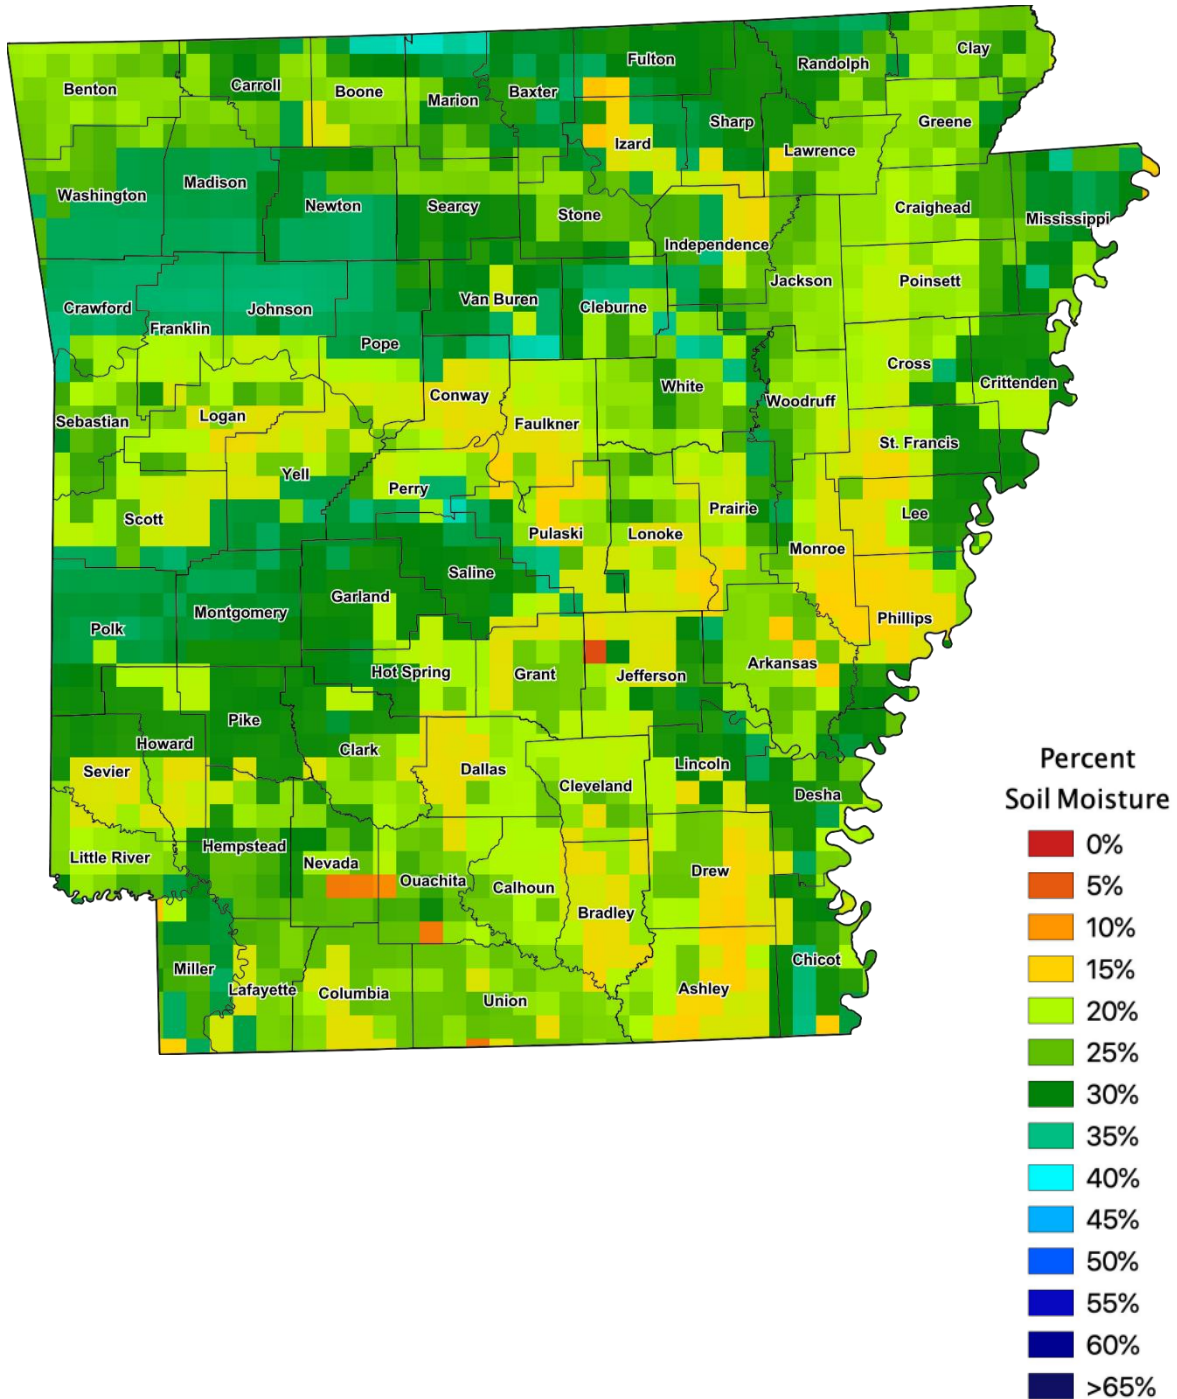 Clay
Fulton
Randolph
Carroll
Benton
Boone
Baxter
Marion
Sharp
Greene
Izard
Lawrence
Madison
Washington
Newton
Searcy
Stone
Craighead
Mississippi
Independence
Jackson
Poinsett
Van Buren
Crawford
Johnson
Cleburne
Franklin
Pope
Cross
Crittenden
White
Conway
Woodruff
Logan
Sebastian
Faulkner
St. Francis
Yell
Perry
Prairie
Lee
Scott
Pulaski
Lonoke
Monroe
Saline
Garland
Montgomery
Phillips
Polk
Arkansas
Hot Spring
Grant
Jefferson
Pike
Howard
Clark
Percent
Soil Moisture
Lincoln
Sevier
Dallas
Cleveland
Desha
0%
Hempstead
Little River
Nevada
Drew
Ouachita
5%
Calhoun
Bradley
10%
Chicot
Miller
15%
Lafayette
Columbia
Ashley
Union
20%
25%
30%
35%
40%
45%
50%
55%
60%
>65%